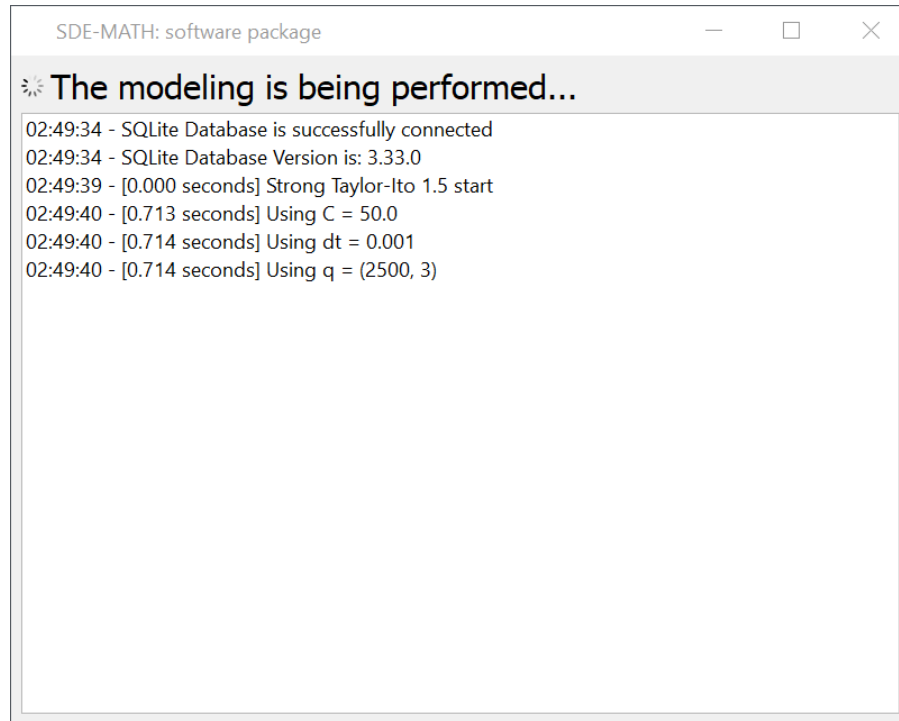 SDE-MATH: software package
The modeling is being performed...
02:49:34 - SQLite Database is successfully connected
02:49:34 - SQLite Database Version is: 3.33.0
02:49:39 - [0.000 seconds] Strong Taylor-Ito 1.5 start
02:49:40 - [0.713 seconds] Using C = 50.0
02:49:40 - [0.714 seconds] Using dt = 0.001
02:49:40 - [0.714 seconds] Using q = (2500, 3)